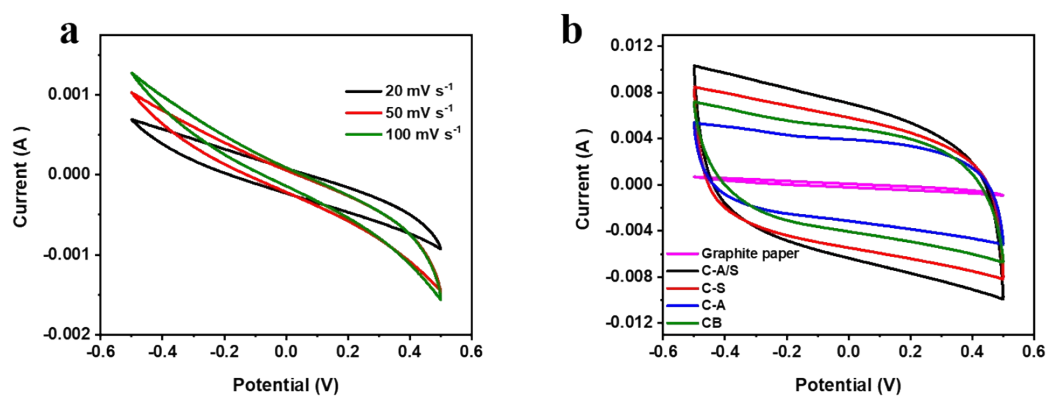 a
0.001
0.000
-0.001
-0.002
Current (A)
20 mV s⁻¹
50 mV s⁻¹
100 mV s⁻¹
-0.6 -0.4 -0.2 0.0 0.2 0.4 0.6
Potential (V)
b
0.012
0.008
0.004
0.000
-0.004
-0.008
-0.012
Current (A)
Graphite paper
C-A/S
C-S
C-A
CB
-0.6 -0.4 -0.2 0.0 0.2 0.4 0.6
Potential (V)